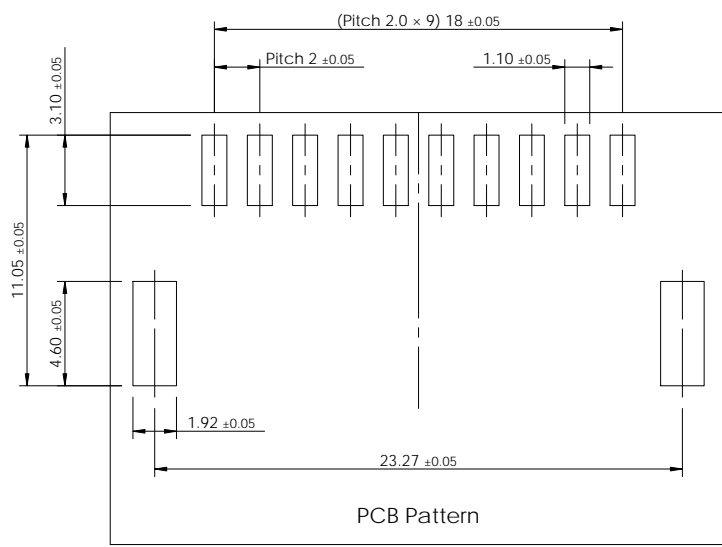 (Pitch 2.0 × 9) 18 ±0.05
Pitch 2 ±0.05
1.10 ±0.05
3.10 ±0.05
11.05 ±0.05
4.60 ±0.05
1.92 ±0.05
23.27 ±0.05
PCB Pattern